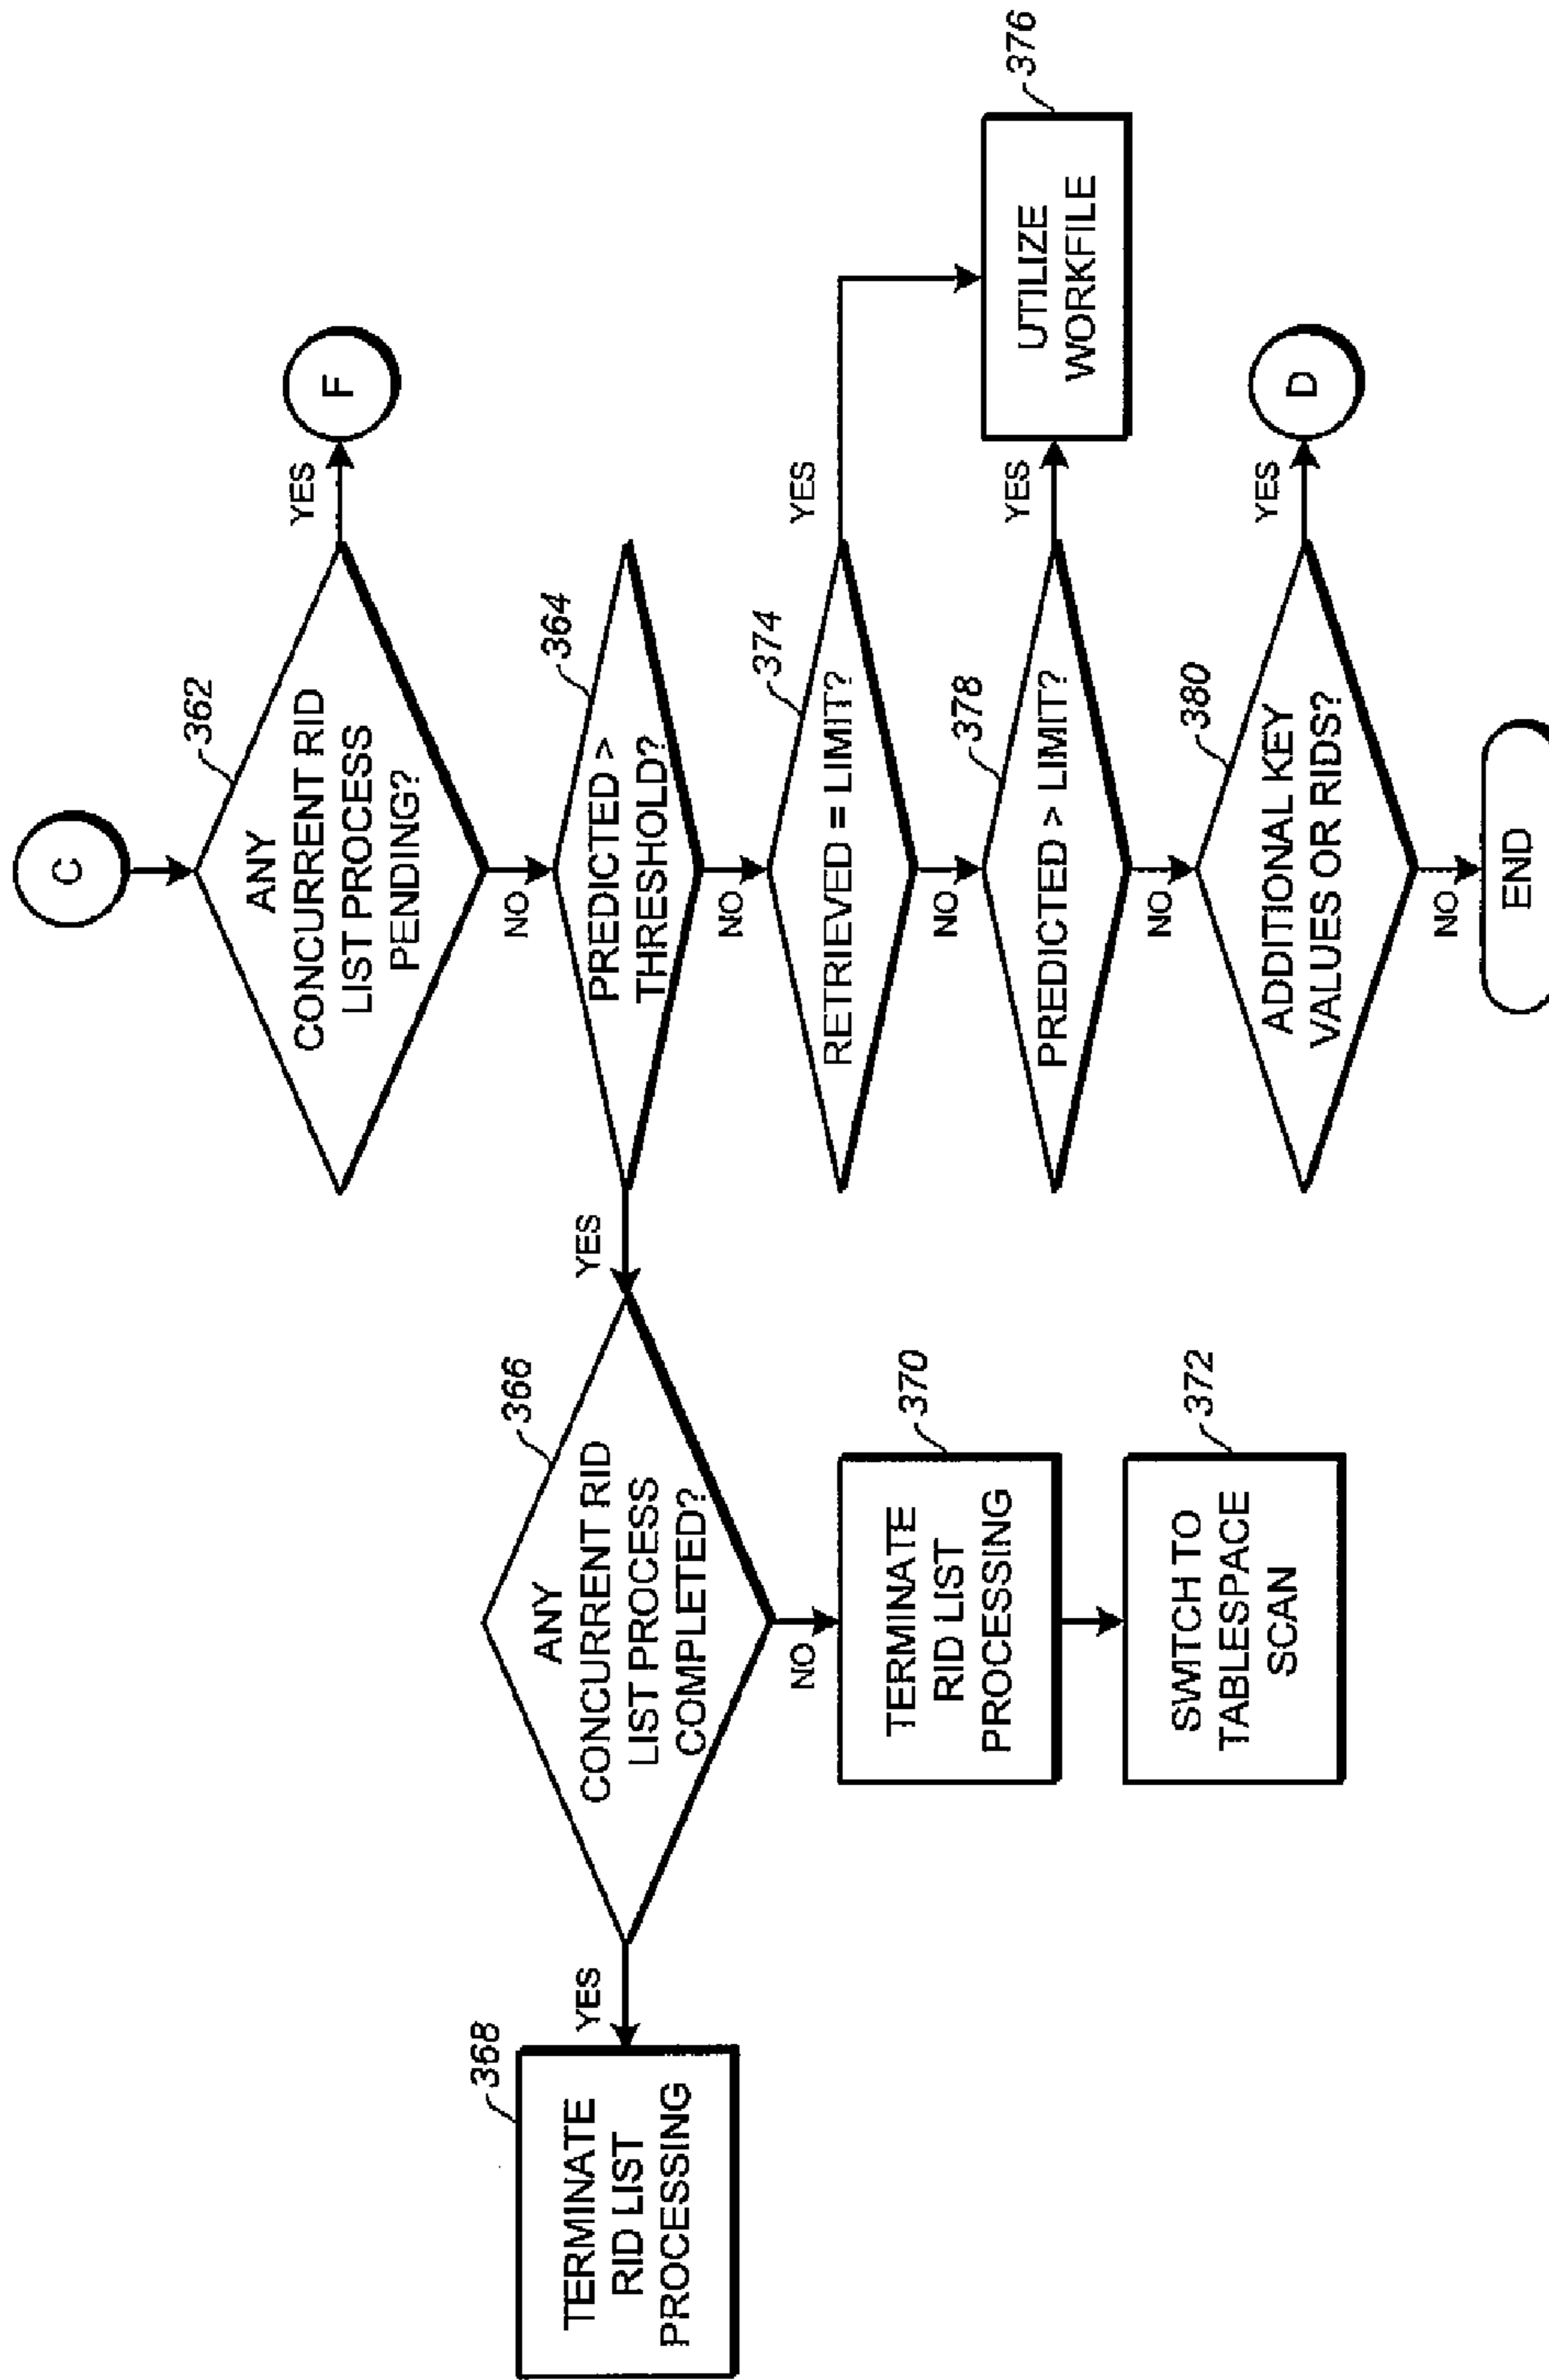 C
362
ANY
CONCURRENT RID
LIST PROCESS
PENDING?
YES
F
NO
364
PREDICTED >
THRESHOLD?
YES
NO
366
ANY
CONCURRENT RID
LIST PROCESS
COMPLETED?
YES
368
TERMINATE
RID LIST
PROCESSING
NO
370
TERMINATE
RID LIST
PROCESSING
372
SWITCH TO
TABLESPACE
SCAN
374
RETRIEVED = LIMIT?
YES
376
UTILIZE
WORKFILE
NO
378
PREDICTED > LIMIT?
YES
NO
380
ADDITIONAL KEY
VALUES OR RIDS?
YES
D
NO
END